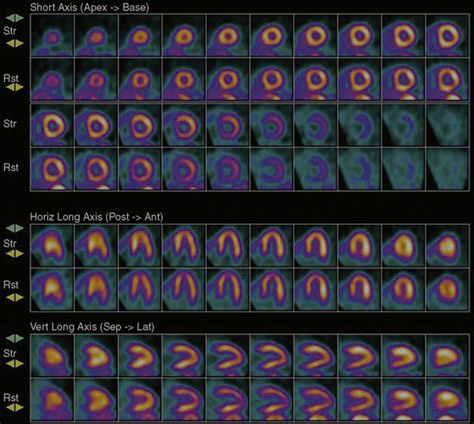 Short Axis (Apex -> Base)
Str
Rst
Str
Rst
Horiz Long Axis (Post -> Ant)
Str
Rst
Vert Long Axis (Sep -> Lat)
Str
Rst